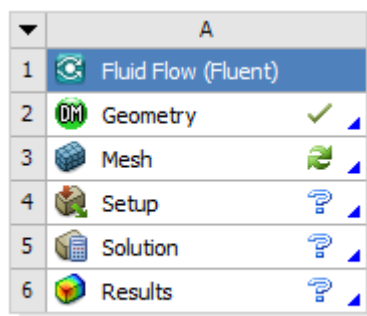 A
1 Fluid Flow (Fluent)
2 DM Geometry ?
3 Mesh
4 Setup ?
5 Solution ?
6 Results ?